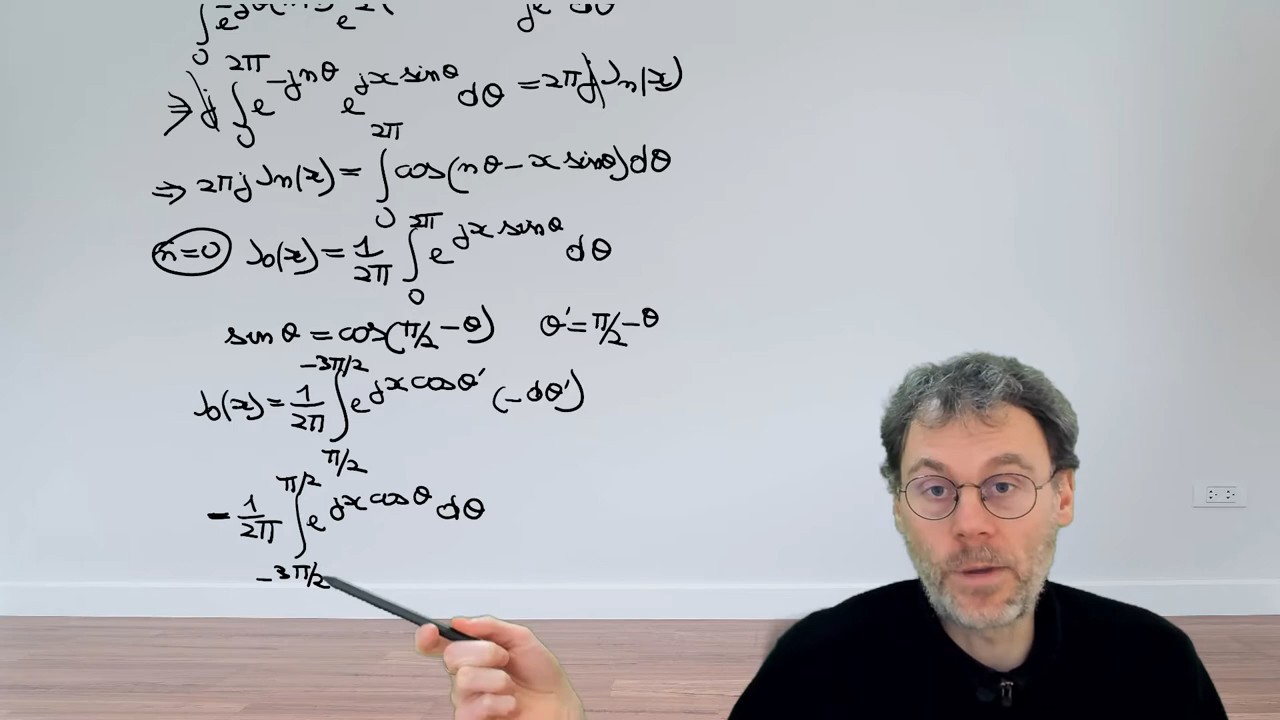 ∫₀ e e
⇒ j ∫₀^{2π} e^{-jnθ} e^{jx sinθ} dθ = 2πj Jn(x)
⇒ 2πj Jn(x) = ∫₀^{2π} cos(nθ - x sinθ) dθ
n=0 J₀(x) = 1/2π ∫₀^{2π} e^{jx sinθ} dθ
sin θ = cos(π/2 - θ) θ' = π/2 - θ
J₀(x) = 1/2π ∫_{π/2}^{-3π/2} e^{jx cosθ'} (-dθ')
= 1/2π ∫_{-3π/2}^{π/2} e^{jx cosθ} dθ